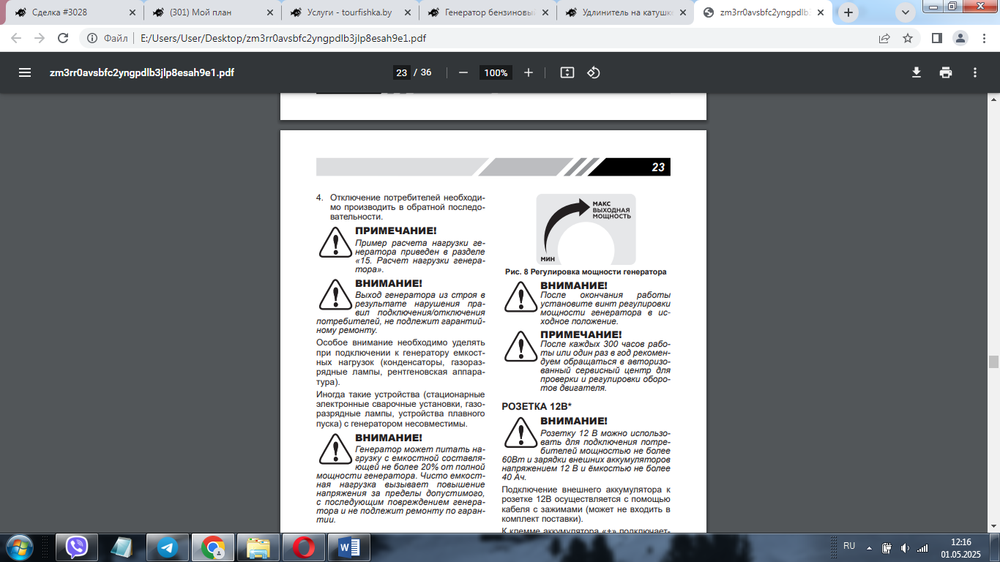 Сделка #3028
(301) Мой план
Услуги - tourfishka.by
Генератор бензиновый
Удлинитель на катушке
zm3rr0avsbfc2yngpdlb3
Файл
E:/Users/User/Desktop/zm3rr0avsbfc2yngpdlb3jlp8esah9e1.pdf
zm3rr0avsbfc2yngpdlb3jlp8esah9e1.pdf
23 / 36
100%
23
4. Отключение потребителей необходи-
мо производить в обратной последо-
вательности.
ПРИМЕЧАНИЕ!
Пример расчета нагрузки ге-
нератора приведен в разделе
«15. Расчет нагрузки генера-
тора».
ВНИМАНИЕ!
Выход генератора из строя в
результате нарушения пра-
вил подключения/отключения
потребителей, не подлежит гарантий-
ному ремонту.
Особое внимание необходимо уделять
при подключении к генератору емкост-
ных нагрузок (конденсаторы, газораз-
рядные лампы, рентгеновская аппара-
тура).
Иногда такие устройства (стационарные
электронные сварочные установки, газо-
разрядные лампы, устройства плавного
пуска) с генератором несовместимы.
ВНИМАНИЕ!
Генератор может питать на-
грузку с емкостной составля-
ющей не более 20% от полной
мощности генератора. Чисто емкост-
ная нагрузка вызывает повышение
напряжения за пределы допустимого,
с последующим повреждением генера-
тора и не подлежит ремонту по гаран-
тии.
МАКС
ВЫХОДНАЯ
МОЩНОСТЬ
МИН
Рис. 8 Регулировка мощности генератора
ВНИМАНИЕ!
После окончания работы
установите винт регулировки
мощности генератора в ис-
ходное положение.
ПРИМЕЧАНИЕ!
После каждых 300 часов рабо-
ты или один раз в год рекомен-
дуем обращаться в авторизо-
ванный сервисный центр для
проверки и регулировки оборо-
тов двигателя.
РОЗЕТКА 12В*
ВНИМАНИЕ!
Розетку 12 В можно использо-
вать для подключения потре-
бителей мощностью не более
60Вт и зарядки внешних аккумуляторов
напряжением 12 В и ёмкостью не более
40 Ач.
Подключение внешнего аккумулятора к
розетке 12В осуществляется с помощью
кабеля с зажимами (может не входить в
комплект поставки).
К клемме аккумулятора «+» подключает-
RU
12:16
01.05.2025